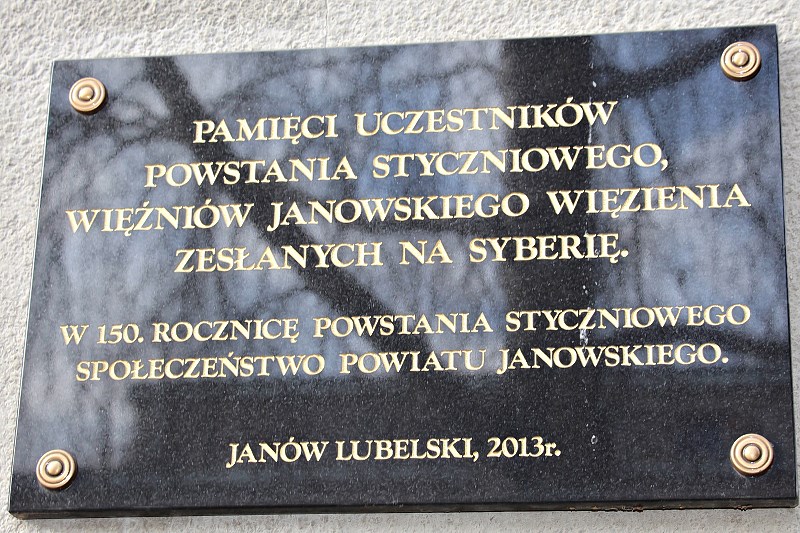 PAMIĘCI UCZESTNIKÓW
POWSTANIA STYCZNIOWEGO,
WIĘŹNIÓW JANOWSKIEGO WIĘZIENIA
ZESŁANYCH NA SYBERIĘ.
W 150. ROCZNICĘ POWSTANIA STYCZNIOWEGO
SPOŁECZEŃSTWO POWIATU JANOWSKIEGO.
JANÓW LUBELSKI, 2013r.